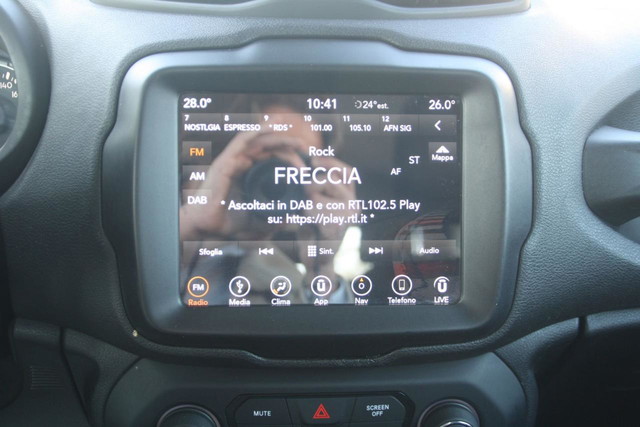 28.0° 10:41 24°est. 26.0°
7 8 9 10 11 12
NOSTLGIA ESPRESSO * RDS * 101.00 105.10 AFN SIG
FM Rock Mappa
FRECCIA ST
AM AF
DAB * Ascoltaci in DAB e con RTL102.5 Play
su: https://play.rtl.it *
Sfoglia Sint. Audio
FM
Radio Media Clima App Nav Telefono LIVE
MUTE SCREEN
OFF